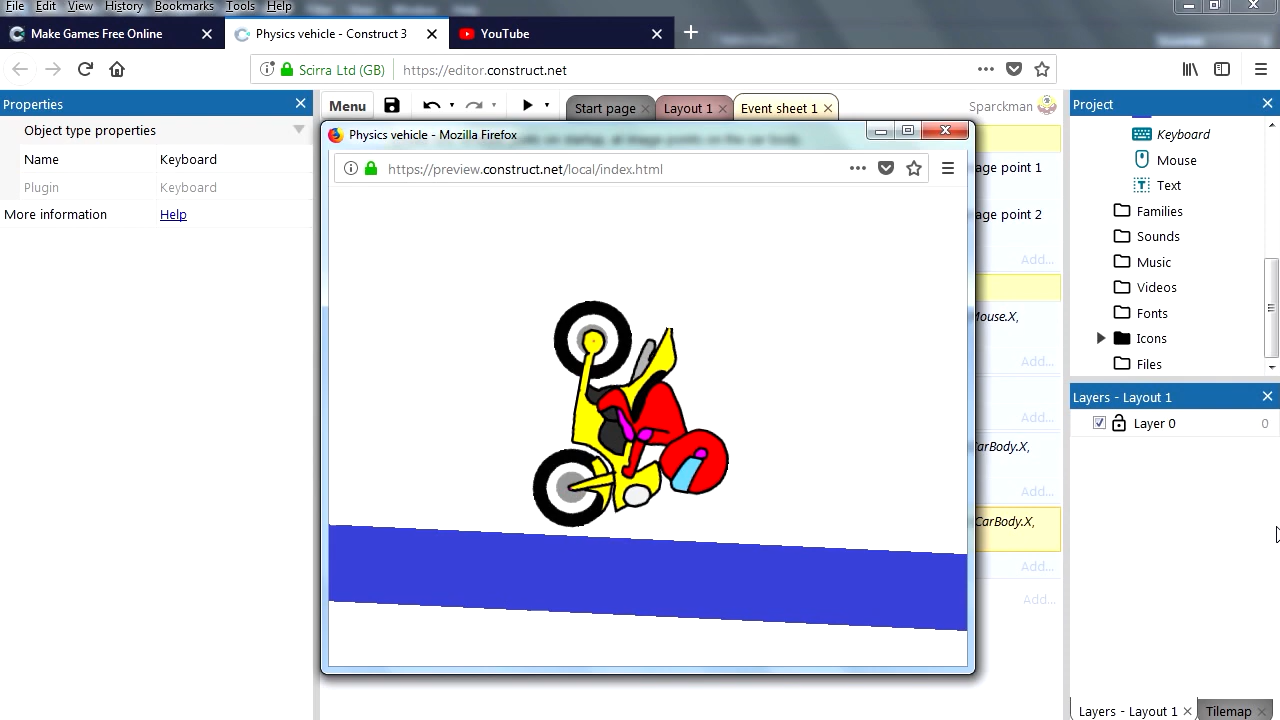 File Edit View History Bookmarks Tools Help
Make Games Free Online
Physics vehicle - Construct 3
YouTube
Scirra Ltd (GB) https://editor.construct.net
Properties
Object type properties
Name Keyboard
Plugin Keyboard
More information Help
Menu
Start page
Layout 1
Event sheet 1
Sparckman
Physics vehicle - Mozilla Firefox
https://preview.construct.net/local/index.html
age point 1
age point 2
Add...
Mouse.X,
Add...
Add...
CarBody.X,
Add...
CarBody.X,
Add...
Add...
Project
Keyboard
Mouse
Text
Families
Sounds
Music
Videos
Fonts
Icons
Files
Layers - Layout 1
Layer 0 0
Layers - Layout 1
Tilemap